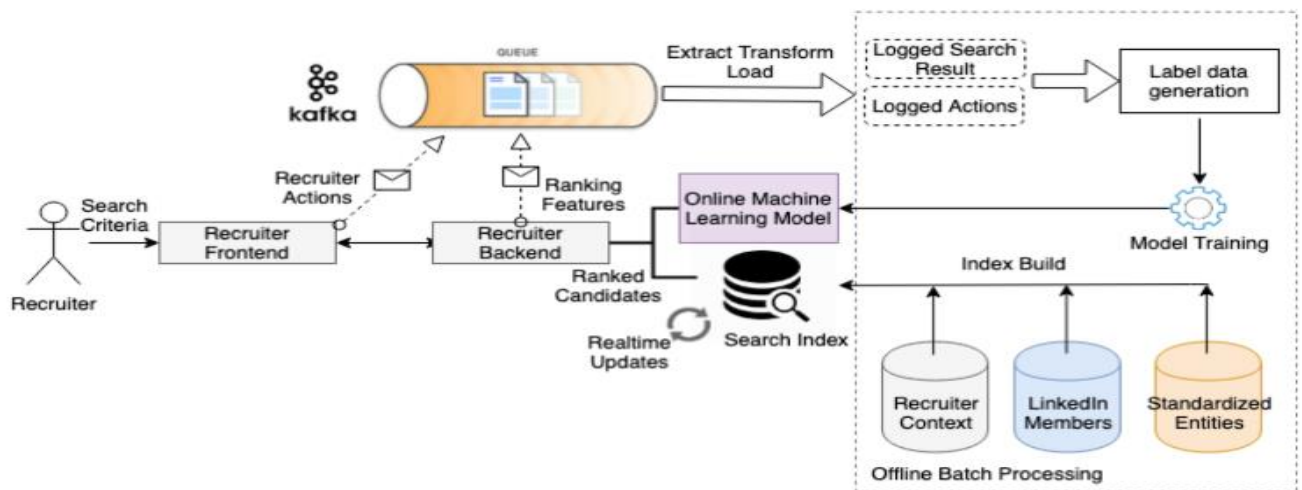 QUEUE
kafka
Extract Transform
Load
Logged Search
Result
Logged Actions
Label data
generation
Recruiter
Actions
Ranking
Features
Online Machine
Learning Model
Model Training
Search
Criteria
Recruiter
Frontend
Recruiter
Backend
Recruiter
Ranked
Candidates
Realtime
Updates
Search Index
Index Build
Recruiter
Context
LinkedIn
Members
Standardized
Entities
Offline Batch Processing